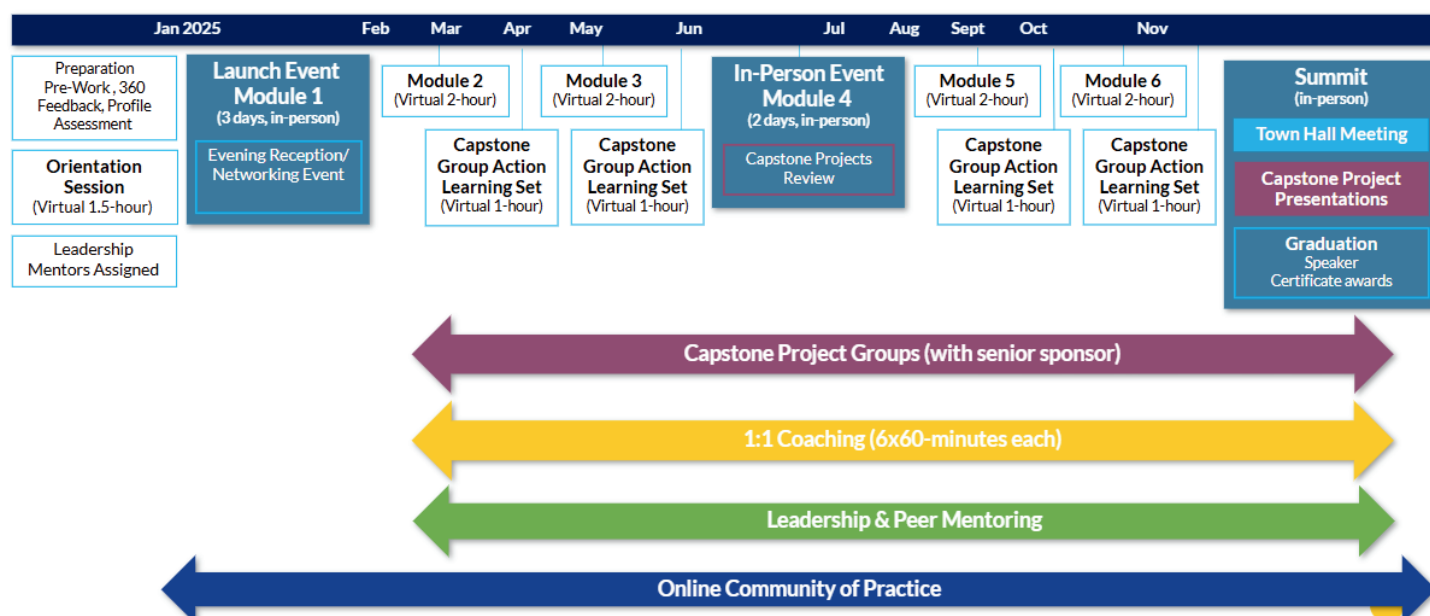 Jan 2025 Feb Mar Apr May Jun Jul Aug Sept Oct Nov
Preparation
Pre-Work , 360
Feedback, Profile
Assessment
Orientation
Session
(Virtual 1.5-hour)
Leadership
Mentors Assigned
Launch Event
Module 1
(3 days, in-person)
Evening Reception/
Networking Event
Module 2
(Virtual 2-hour)
Capstone
Group Action
Learning Set
(Virtual 1-hour)
Module 3
(Virtual 2-hour)
Capstone
Group Action
Learning Set
(Virtual 1-hour)
In-Person Event
Module 4
(2 days, in-person)
Capstone Projects
Review
Module 5
(Virtual 2-hour)
Capstone
Group Action
Learning Set
(Virtual 1-hour)
Module 6
(Virtual 2-hour)
Capstone
Group Action
Learning Set
(Virtual 1-hour)
Summit
(in-person)
Town Hall Meeting
Capstone Project
Presentations
Graduation
Speaker
Certificate awards
Capstone Project Groups (with senior sponsor)
1:1 Coaching (6x60-minutes each)
Leadership & Peer Mentoring
Online Community of Practice